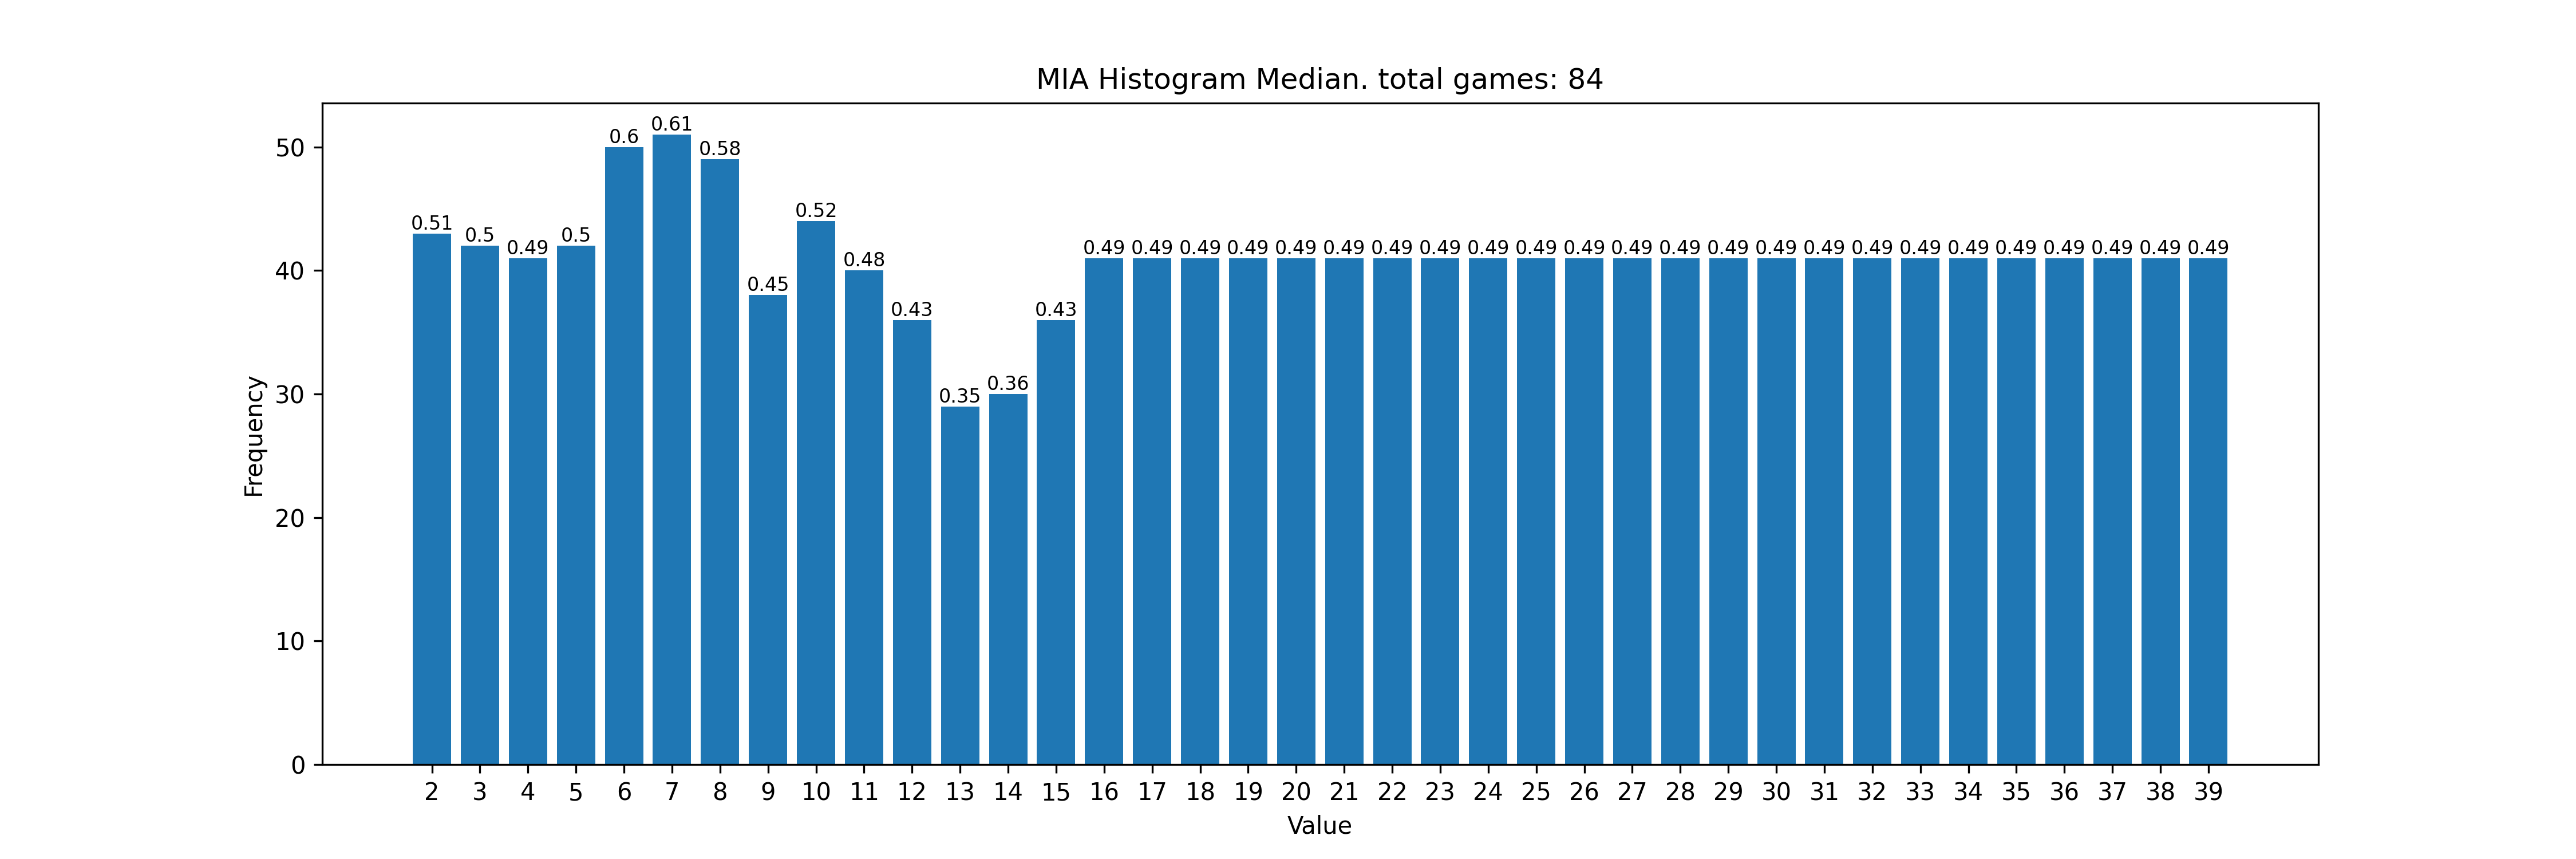 MIA Histogram Median. total games: 84
50
40
30
20
10
0
Frequency
0.51 0.5 0.49 0.5 0.6 0.61 0.58 0.45 0.52 0.48 0.43 0.35 0.36 0.43 0.49 0.49 0.49 0.49 0.49 0.49 0.49 0.49 0.49 0.49 0.49 0.49 0.49 0.49 0.49 0.49 0.49 0.49 0.49 0.49 0.49 0.49 0.49 0.49
2 3 4 5 6 7 8 9 10 11 12 13 14 15 16 17 18 19 20 21 22 23 24 25 26 27 28 29 30 31 32 33 34 35 36 37 38 39
Value